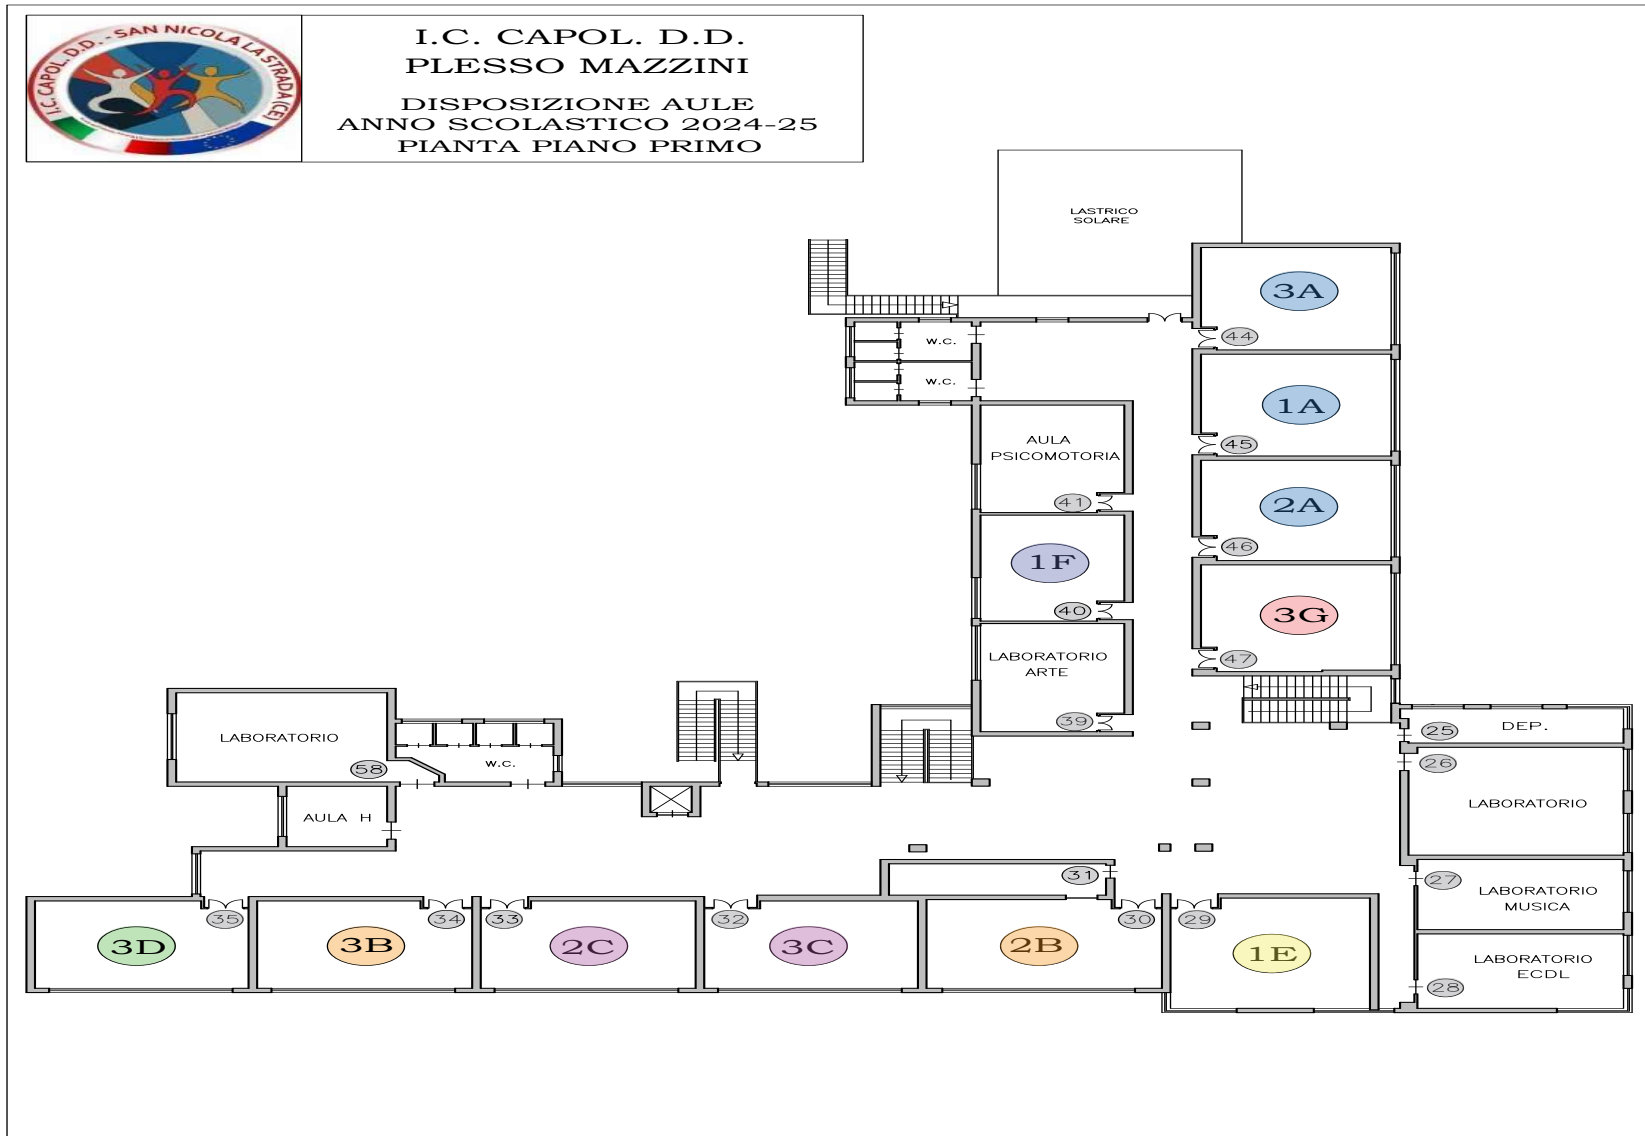 I.C. CAPOL. D.D. - SAN NICOLA LA STRADA (CE)
I.C. CAPOL. D.D.
PLESSO MAZZINI
DISPOSIZIONE AULE
ANNO SCOLASTICO 2024-25
PIANTA PIANO PRIMO
LASTRICO
SOLARE
3A
44
W.C.
W.C.
1A
45
AULA
PSICOMOTORIA
41
2A
46
1F
40
3G
47
LABORATORIO
ARTE
39
LABORATORIO
58
W.C.
AULA H
25
DEP.
26
LABORATORIO
31
27
LABORATORIO
MUSICA
35
34
33
32
30
29
3D
3B
2C
3C
2B
1E
LABORATORIO
ECDL
28